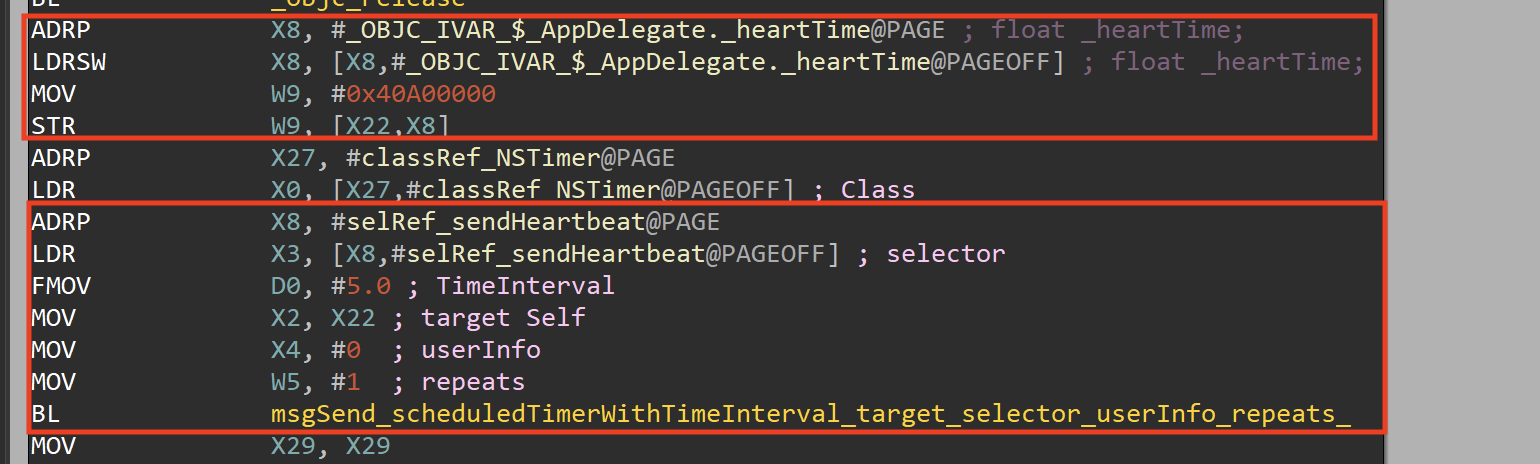 BL _objc_release
ADRP X8, #_OBJC_IVAR_$_AppDelegate._heartTime@PAGE ; float _heartTime;
LDRSW X8, [X8,#_OBJC_IVAR_$_AppDelegate._heartTime@PAGEOFF] ; float _heartTime;
MOV W9, #0x40A00000
STR W9, [X22,X8]
ADRP X27, #classRef_NSTimer@PAGE
LDR X0, [X27,#classRef_NSTimer@PAGEOFF] ; Class
ADRP X8, #selRef_sendHeartbeat@PAGE
LDR X3, [X8,#selRef_sendHeartbeat@PAGEOFF] ; selector
FMOV D0, #5.0 ; TimeInterval
MOV X2, X22 ; target Self
MOV X4, #0 ; userInfo
MOV W5, #1 ; repeats
BL msgSend_scheduledTimerWithTimeInterval_target_selector_userInfo_repeats_
MOV X29, X29